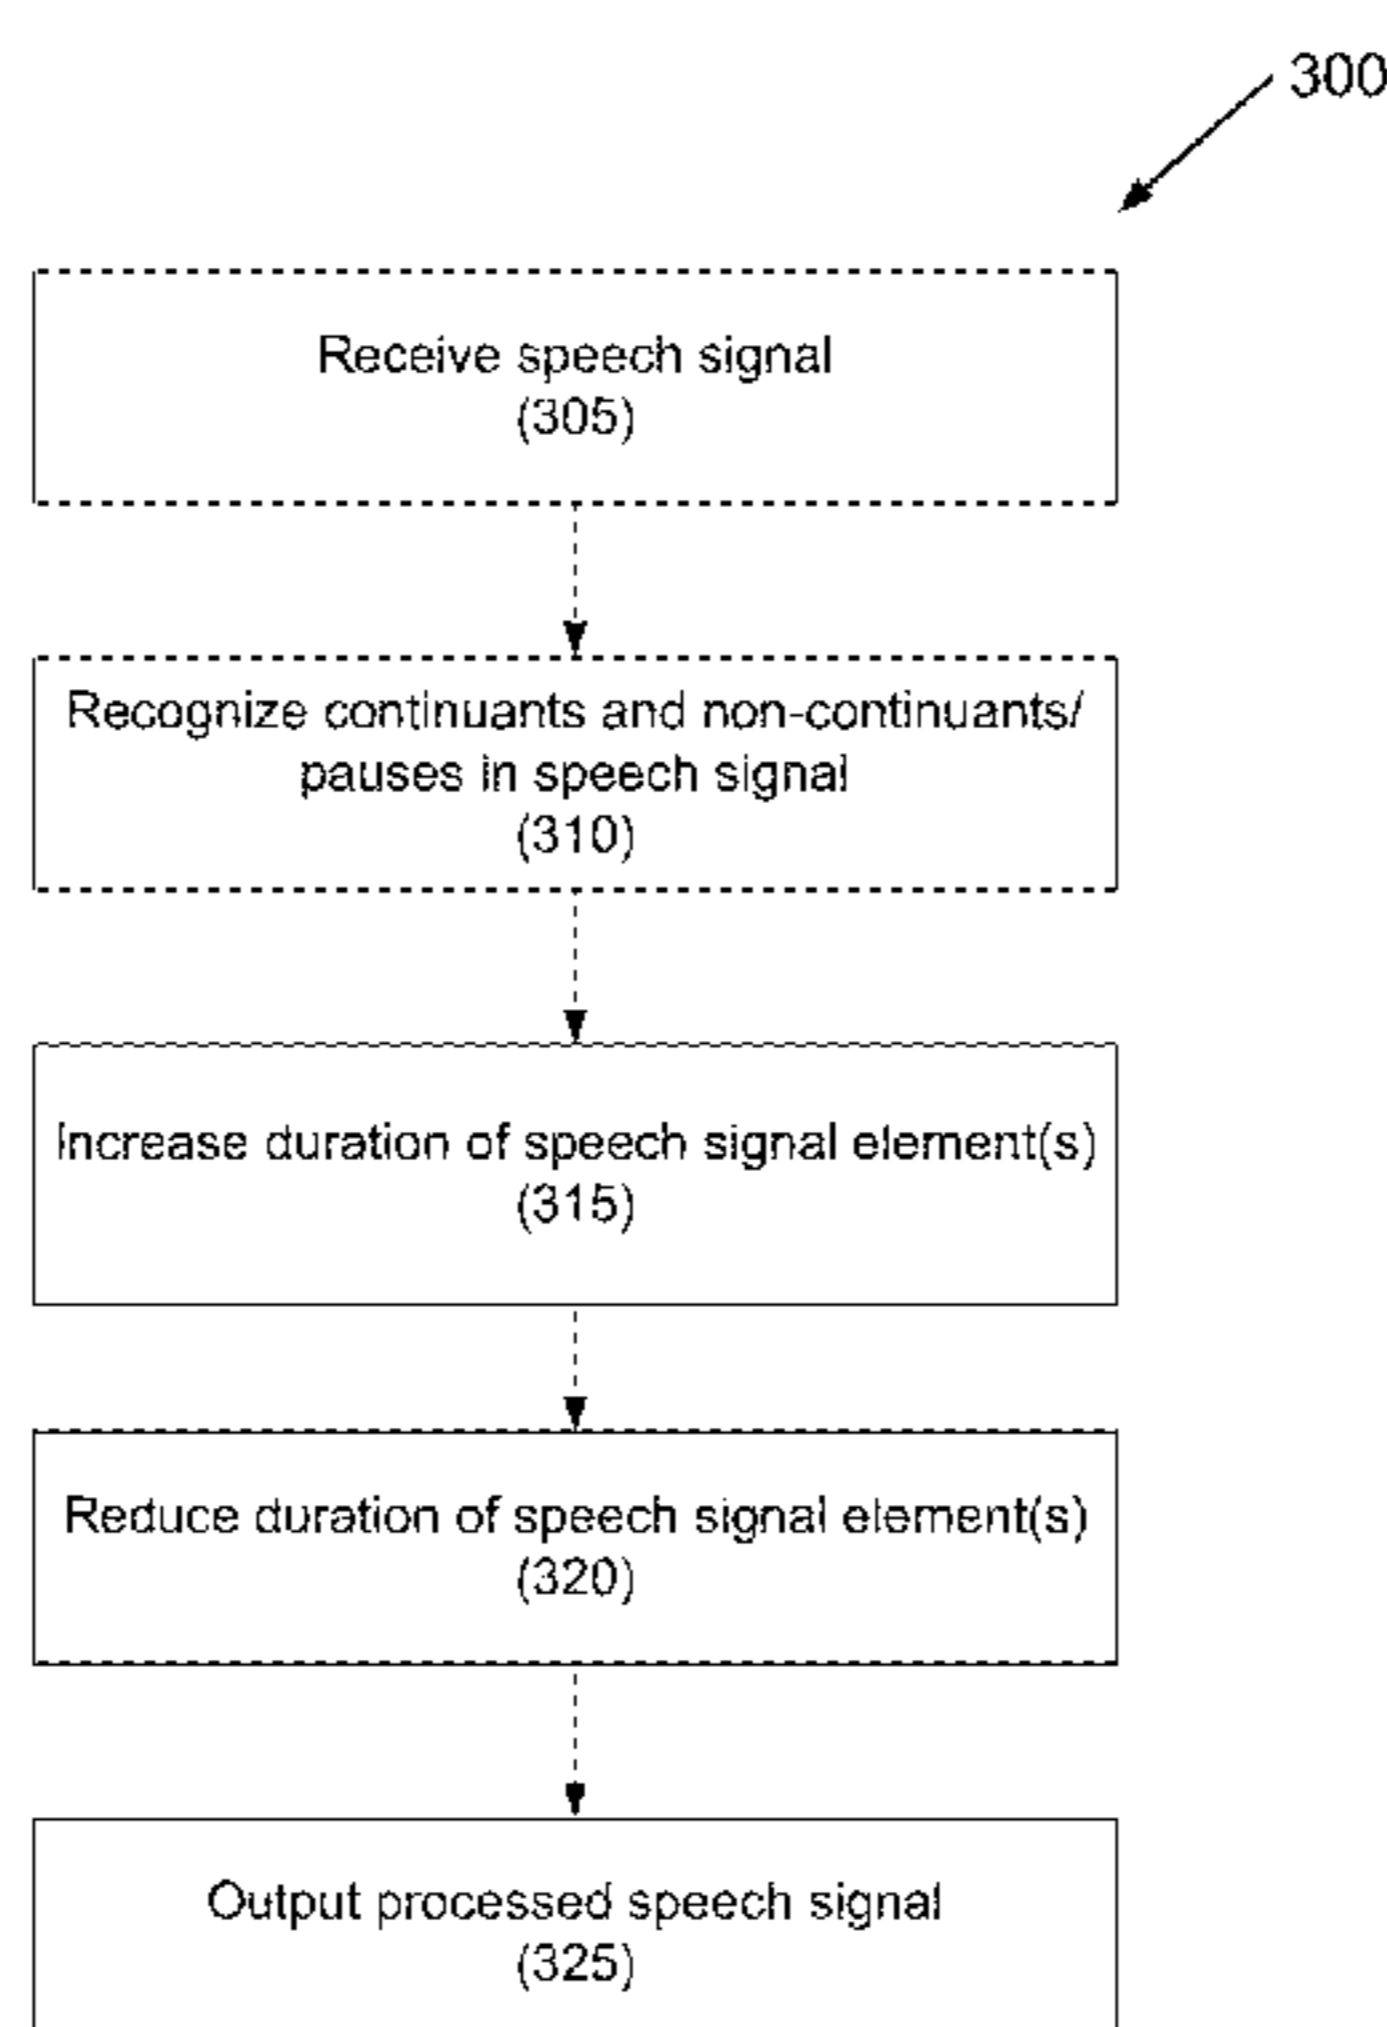 300
Receive speech signal
(305)
Recognize continuants and non-continuants/
pauses in speech signal
(310)
Increase duration of speech signal element(s)
(315)
Reduce duration of speech signal element(s)
(320)
Output processed speech signal
(325)